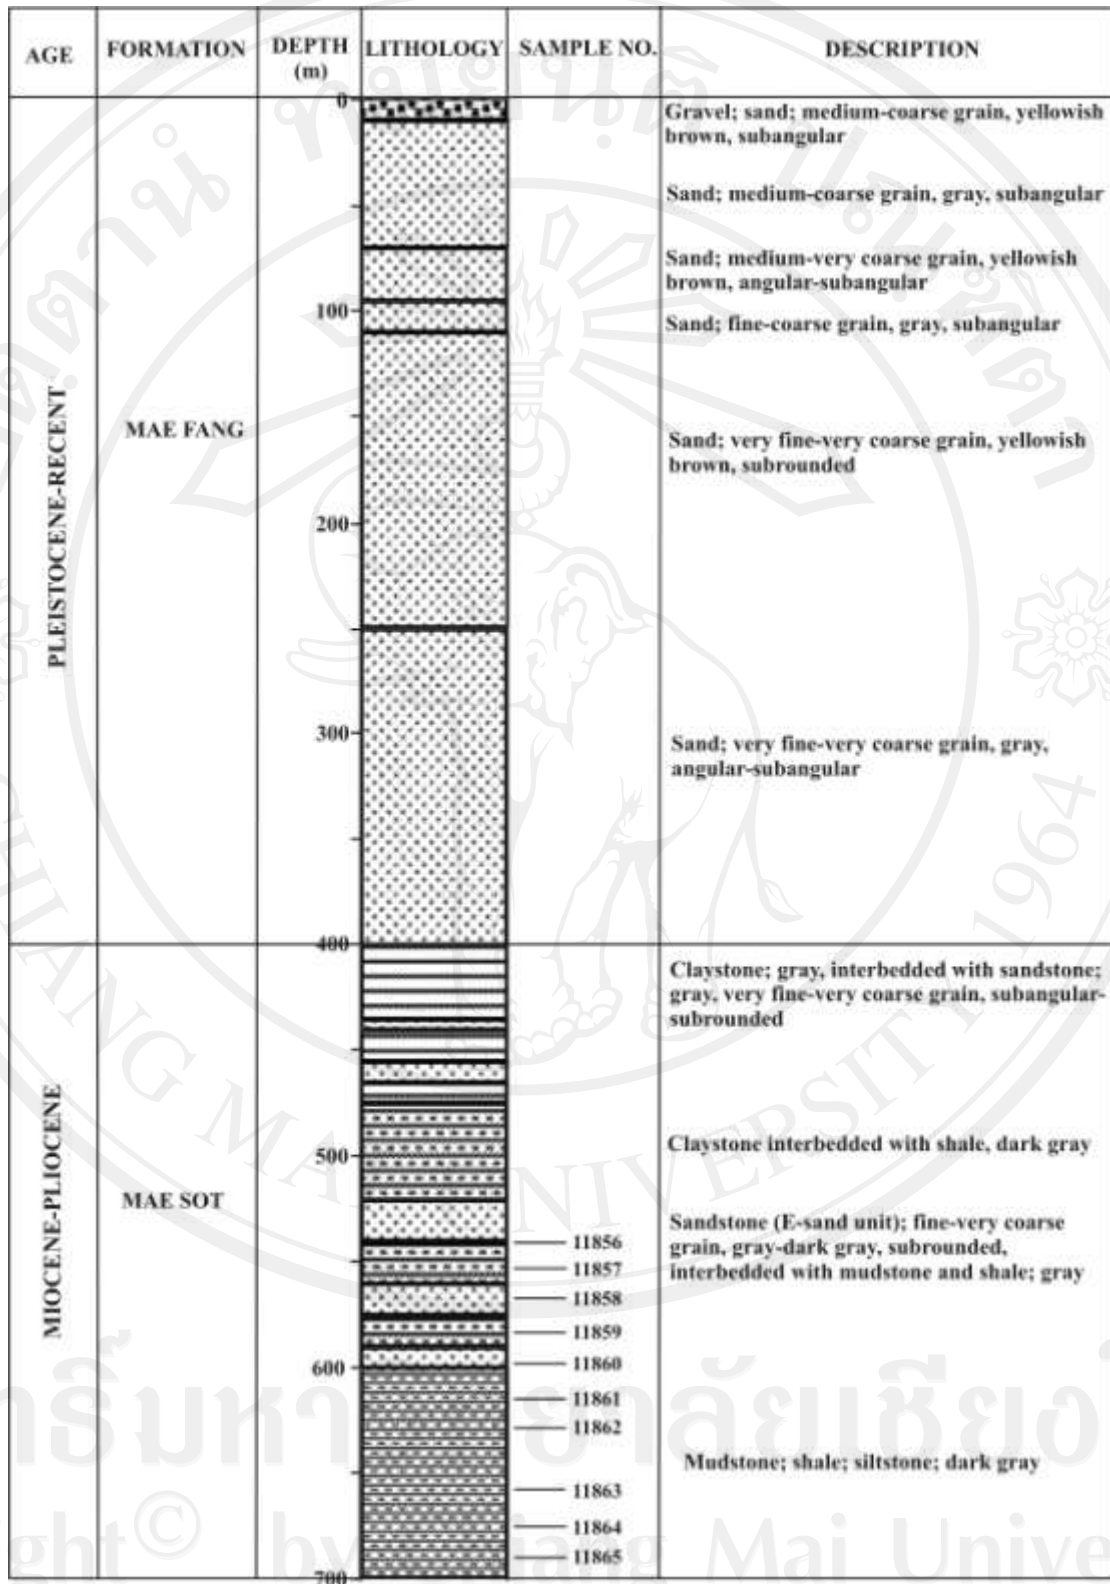 AGE FORMATION DEPTH (m) LITHOLOGY SAMPLE NO. DESCRIPTION
0
Gravel; sand; medium-coarse grain, yellowish
brown, subangular
Sand; medium-coarse grain, gray, subangular
Sand; medium-very coarse grain, yellowish
brown, angular-subangular
100
Sand; fine-coarse grain, gray, subangular
PLEISTOCENE-RECENT
MAE FANG
Sand; very fine-very coarse grain, yellowish
brown, subrounded
200
300
Sand; very fine-very coarse grain, gray,
angular-subangular
400
Claystone; gray, interbedded with sandstone;
gray, very fine-very coarse grain, subangular-
subrounded
MIOCENE-PLIOCENE
MAE SOT
500
Claystone interbedded with shale, dark gray
Sandstone (E-sand unit); fine-very coarse
grain, gray-dark gray, subrounded,
interbedded with mudstone and shale; gray
11856
11857
11858
11859
11860
600
11861
11862
Mudstone; shale; siltstone; dark gray
11863
11864
11865
700
CHIANG MAI UNIVERSITY 1964